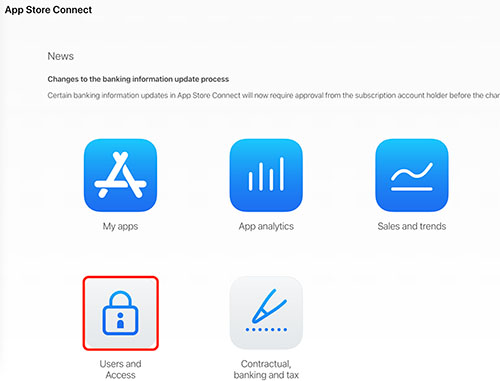 App Store Connect
News
Changes to the banking information update process
Certain banking information updates in App Store Connect will now require approval from the subscription account holder before the
My apps
App analytics
Sales and trends
Users and
Access
Contractual,
banking and tax